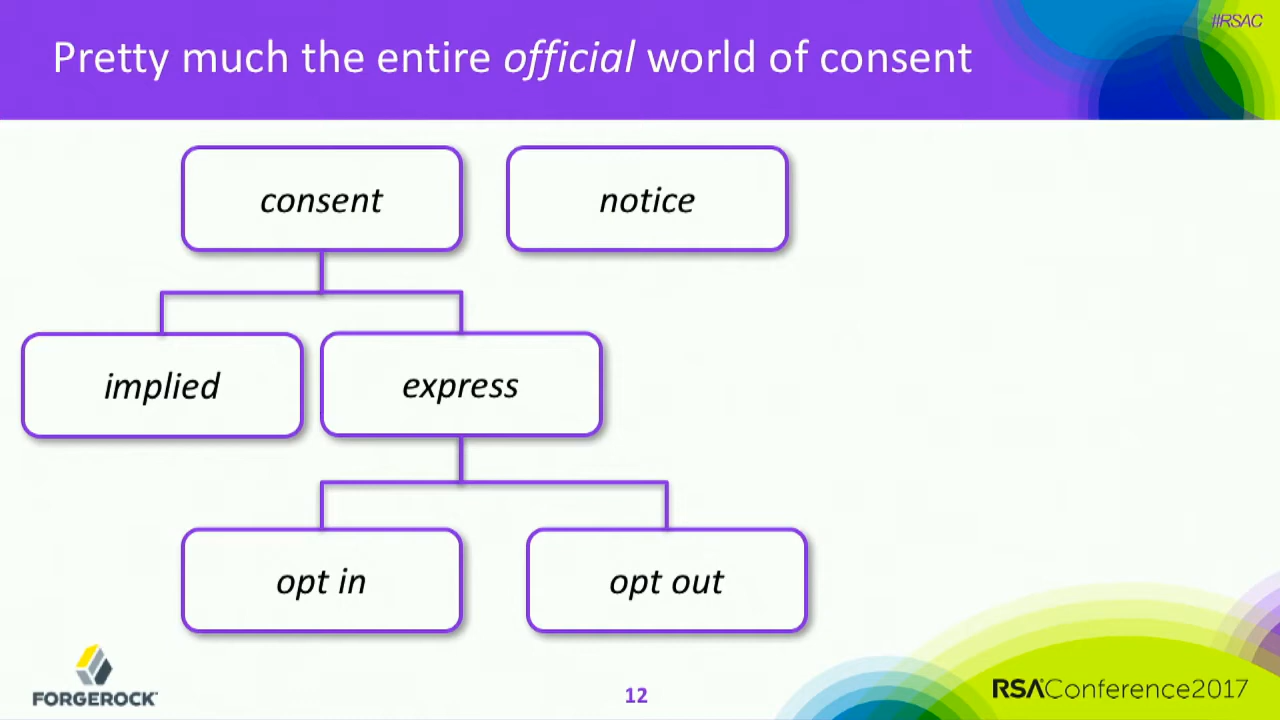 #RSAC
Pretty much the entire official world of consent
consent
notice
implied
express
opt in
opt out
FORGEROCK
12
RSAConference2017